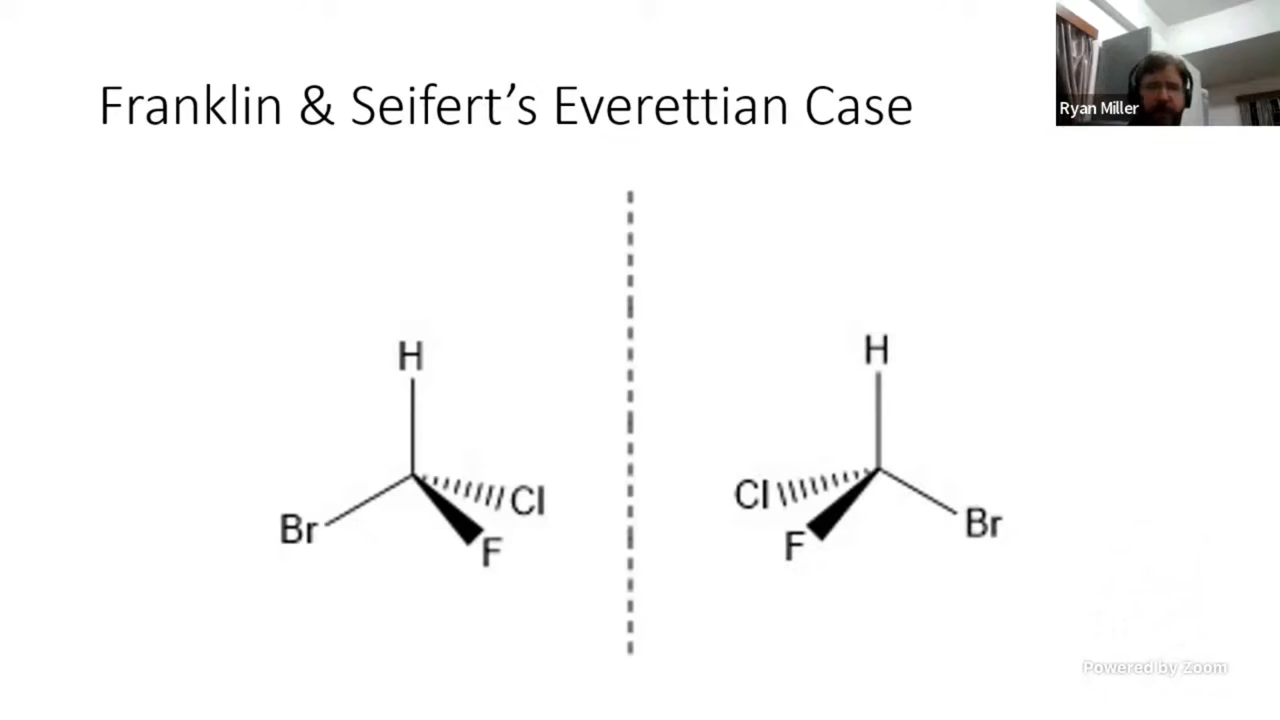 Franklin & Seifert's Everettian Case
Ryan Miller
H
H
Br
Cl
F
Cl
F
Br
Powered by Zoom